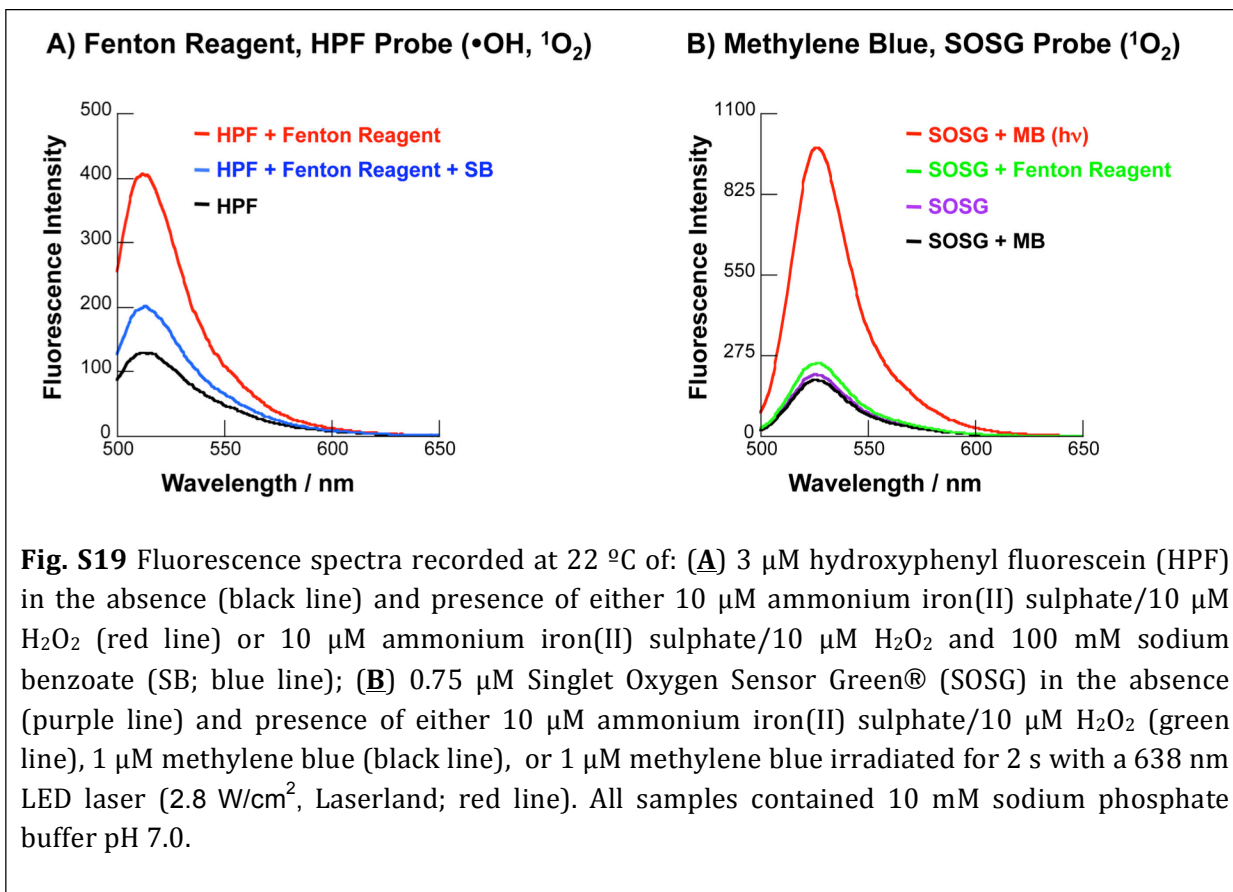 A) Fenton Reagent, HPF Probe (•OH, ¹O₂)
500
400
300
200
100
0
500
550
600
650
Fluorescence Intensity
Wavelength / nm
HPF + Fenton Reagent
HPF + Fenton Reagent + SB
HPF
B) Methylene Blue, SOSG Probe (¹O₂)
1100
825
550
275
0
500
550
600
650
Fluorescence Intensity
Wavelength / nm
SOSG + MB (hν)
SOSG + Fenton Reagent
SOSG
SOSG + MB
Fig. S19 Fluorescence spectra recorded at 22 ºC of: (A) 3 µM hydroxyphenyl fluorescein (HPF)
in the absence (black line) and presence of either 10 µM ammonium iron(II) sulphate/10 µM
H₂O₂ (red line) or 10 µM ammonium iron(II) sulphate/10 µM H₂O₂ and 100 mM sodium
benzoate (SB; blue line); (B) 0.75 µM Singlet Oxygen Sensor Green® (SOSG) in the absence
(purple line) and presence of either 10 µM ammonium iron(II) sulphate/10 µM H₂O₂ (green
line), 1 µM methylene blue (black line), or 1 µM methylene blue irradiated for 2 s with a 638 nm
LED laser (2.8 W/cm², Laserland; red line). All samples contained 10 mM sodium phosphate
buffer pH 7.0.